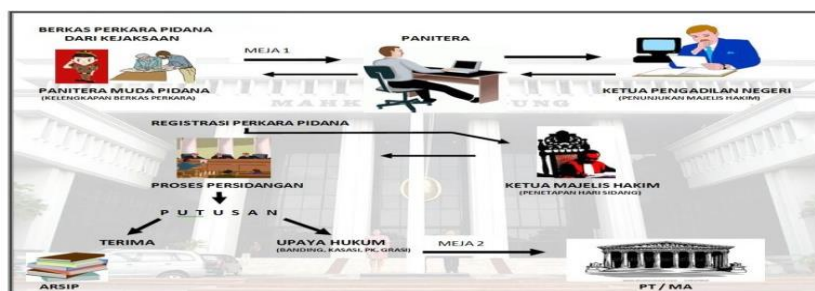 BERKAS PERKARA PIDANA
DARI KEJAKSAAN
MEJA 1
PANITERA
PANITERA MUDA PIDANA
(KELENGKAPAN BERKAS PERKARA)
KETUA PENGADILAN NEGERI
(PENUNJUKAN MAJELIS HAKIM)
REGISTRASI PERKARA PIDANA
PROSES PERSIDANGAN
KETUA MAJELIS HAKIM
(PENETAPAN HARI SIDANG)
P U T U S A N
TERIMA
UPAYA HUKUM
(BANDING, KASASI, PK, GRASI)
MEJA 2
ARSIP
PT / MA